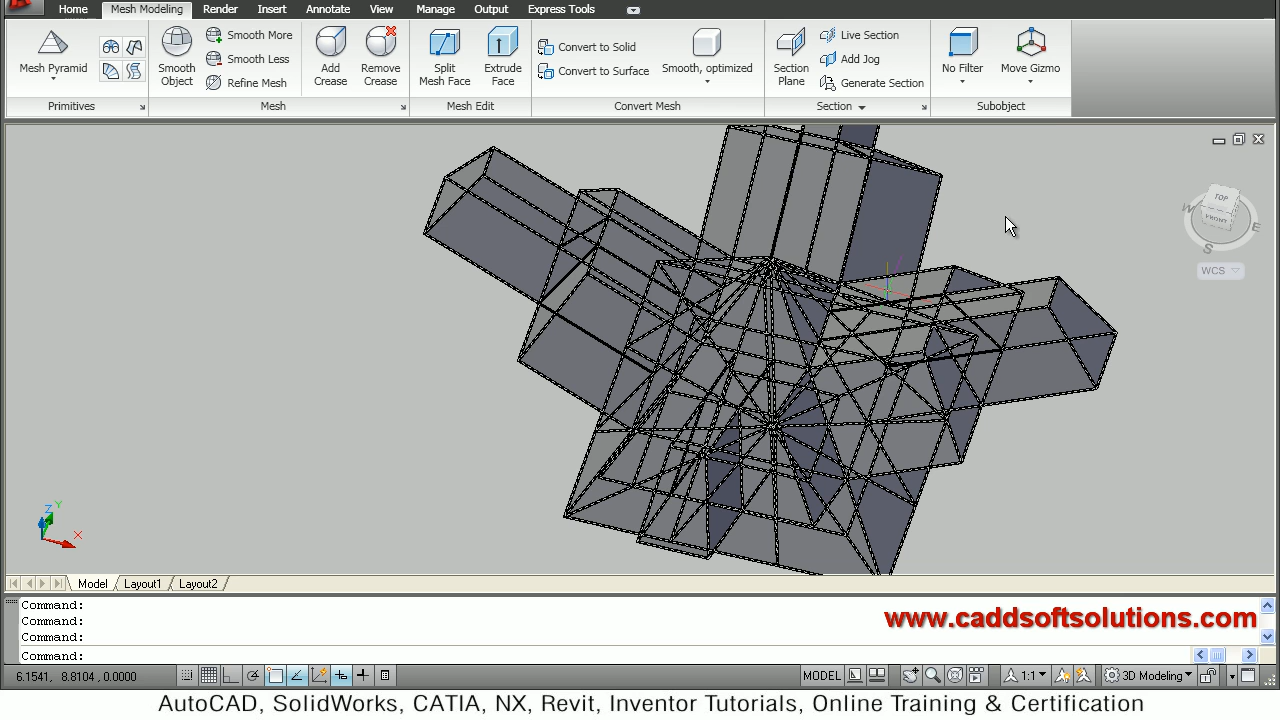 Home Mesh Modeling Render Insert Annotate View Manage Output Express Tools
Mesh Pyramid
Smooth Object
Smooth More
Smooth Less
Refine Mesh
Add Crease
Remove Crease
Split Mesh Face
Extrude Face
Convert to Solid
Convert to Surface
Smooth, optimized
Section Plane
Live Section
Add Jog
Generate Section
No Filter
Move Gizmo
Primitives Mesh Mesh Edit Convert Mesh Section Subobject
TOP
FRONT
W
E
S
WCS
Z Y
X
Model Layout1 Layout2
Command:
Command:
Command:
Command:
www.caddsoftsolutions.com
6.1541, 8.8104, 0.0000 MODEL 1:1 3D Modeling
AutoCAD, SolidWorks, CATIA, NX, Revit, Inventor Tutorials, Online Training & Certification